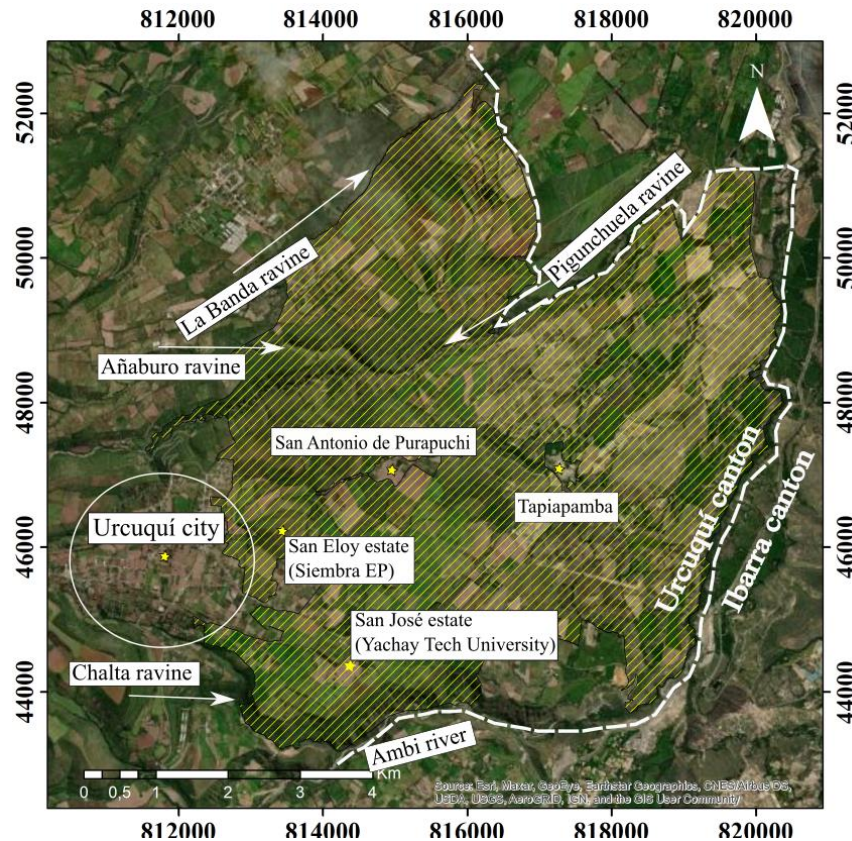 812000
814000
816000
818000
820000
52000
50000
48000
46000
44000
52000
50000
48000
46000
44000
N
La Banda ravine
Pigunchuela ravine
Añaburo ravine
San Antonio de Purapuchi
Tapiapamba
Urcuquí city
San Eloy estate
(Siembra EP)
San José estate
(Yachay Tech University)
Urcuquí canton
Ibarra canton
Chalta ravine
Ambi river
Km
0 0,5 1 2 3 4
Source: Esri, Maxar, GeoEye, Earthstar Geographics, CNES/Airbus DS,
USDA, USGS, AeroGRID, IGN, and the GIS User Community
812000
814000
816000
818000
820000